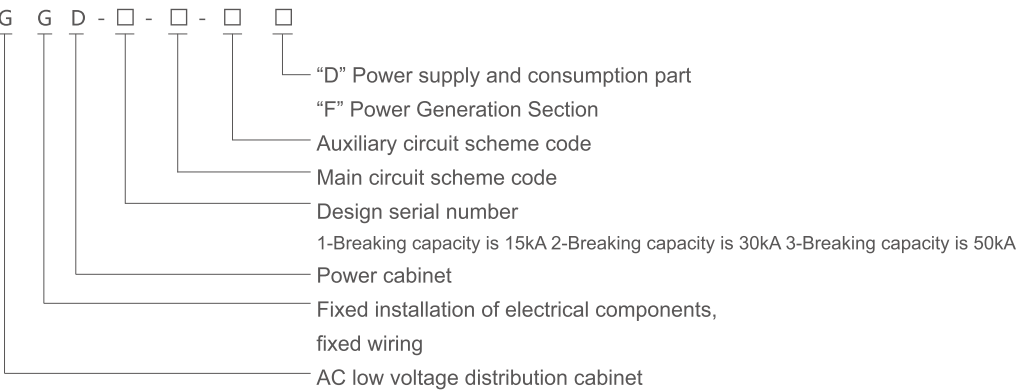 G G D - □ - □ - □ □
“D” Power supply and consumption part
“F” Power Generation Section
Auxiliary circuit scheme code
Main circuit scheme code
Design serial number
1-Breaking capacity is 15kA 2-Breaking capacity is 30kA 3-Breaking capacity is 50kA
Power cabinet
Fixed installation of electrical components,
fixed wiring
AC low voltage distribution cabinet